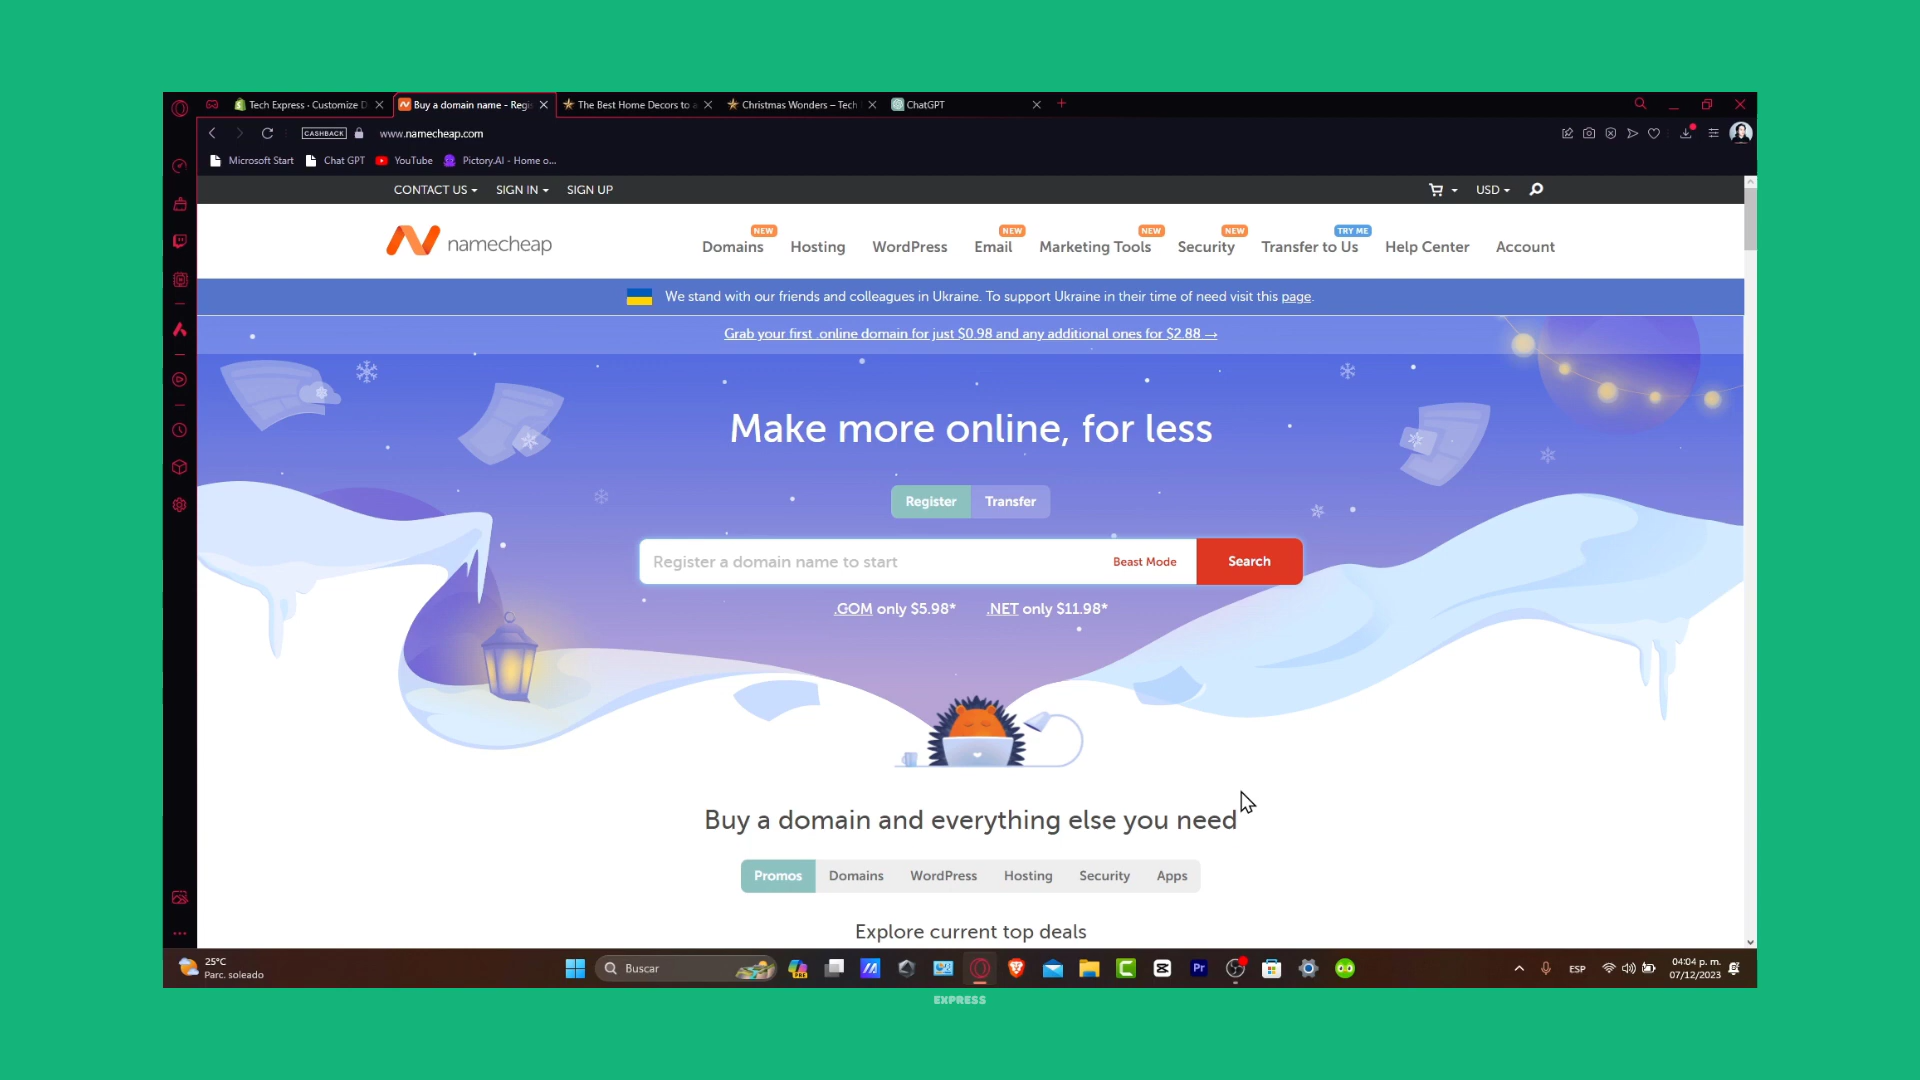 Tech Express · Customize D
Buy a domain name - Regi
The Best Home Decors to a
Christmas Wonders – Tech
ChatGPT
CASHBACK
www.namecheap.com
Microsoft Start
Chat GPT
YouTube
Pictory.AI - Home o...
CONTACT US
SIGN IN
SIGN UP
USD
namecheap
Domains
NEW
Hosting
WordPress
Email
NEW
Marketing Tools
NEW
Security
NEW
Transfer to Us
TRY ME
Help Center
Account
We stand with our friends and colleagues in Ukraine. To support Ukraine in their time of need visit this page.
Grab your first .online domain for just $0.98 and any additional ones for $2.88 →
Make more online, for less
Register
Transfer
Register a domain name to start
Beast Mode
Search
.COM only $5.98*
.NET only $11.98*
Buy a domain and everything else you need
Promos
Domains
WordPress
Hosting
Security
Apps
Explore current top deals
25°C
Parc. soleado
Buscar
PRE
Pr
ESP
04:04 p. m.
07/12/2023
EXPRESS